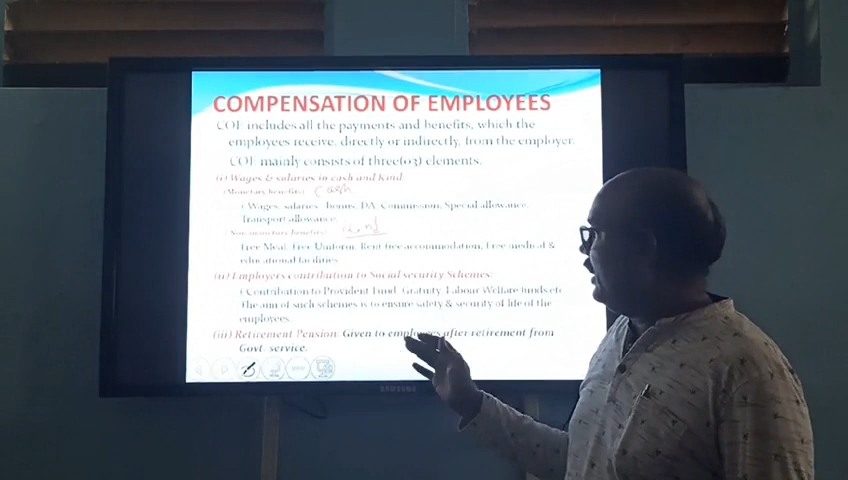 COMPENSATION OF EMPLOYEES
COE includes all the payments and benefits, which the
employees receive, directly or indirectly, from the employer.
COE mainly consists of three(03) elements.
(i) Wages & salaries in cash and Kind:
(Monetary benefits) Cash
( Wages, salaries, bonus, DA, Commission, Special allowance,
Transport allowance
( Non monetary benefits)
Free Meal, Free Uniform, Rent free accommodation, Free medical &
educational facilities
(ii) Employers contribution to Social security Schemes:
( Contribution to Provident Fund, Gratuity, Labour Welfare funds etc
The aim of such schemes is to ensure safety & security of life of the
employees.
(iii) Retirement Pension: Given to employees after retirement from
Govt. service.
SAMSUNG